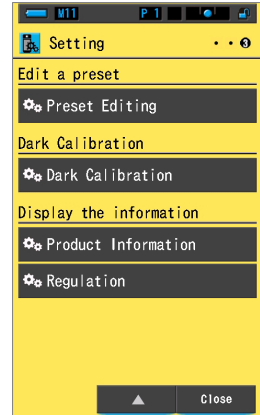 M11 P 1
Setting ・・❸
Edit a preset
Preset Editing
Dark Calibration
Dark Calibration
Display the information
Product Information
Regulation
▲ Close